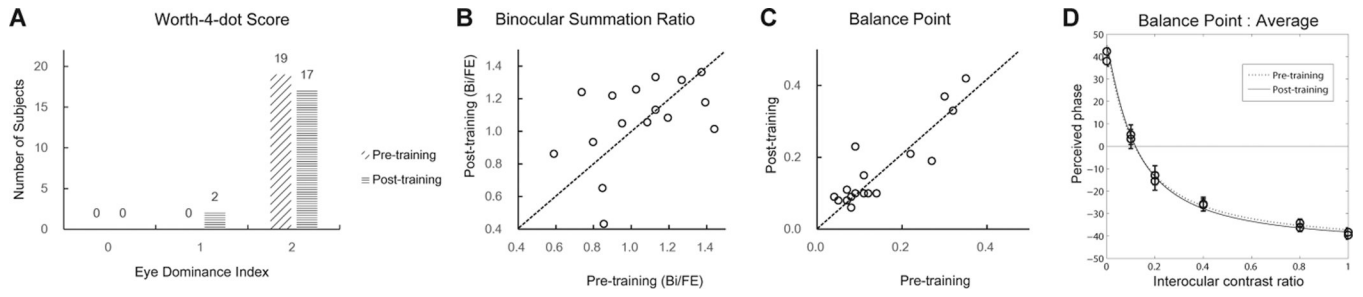 A
Worth-4-dot Score
Number of Subjects
20
15
10
5
0
0
0
0
2
19
17
0
1
2
Eye Dominance Index
Pre-training
Post-training
B
Binocular Summation Ratio
Post-training (Bi/FE)
1.4
1.2
1.0
0.8
0.6
0.4
0.4
0.6
0.8
1.0
1.2
1.4
Pre-training (Bi/FE)
C
Balance Point
Post-training
0.4
0.2
0.0
0.0
0.2
0.4
Pre-training
D
Balance Point : Average
Perceived phase
50
40
30
20
10
0
-10
-20
-30
-40
-50
Pre-training
Post-training
0
0.2
0.4
0.6
0.8
1
Interocular contrast ratio